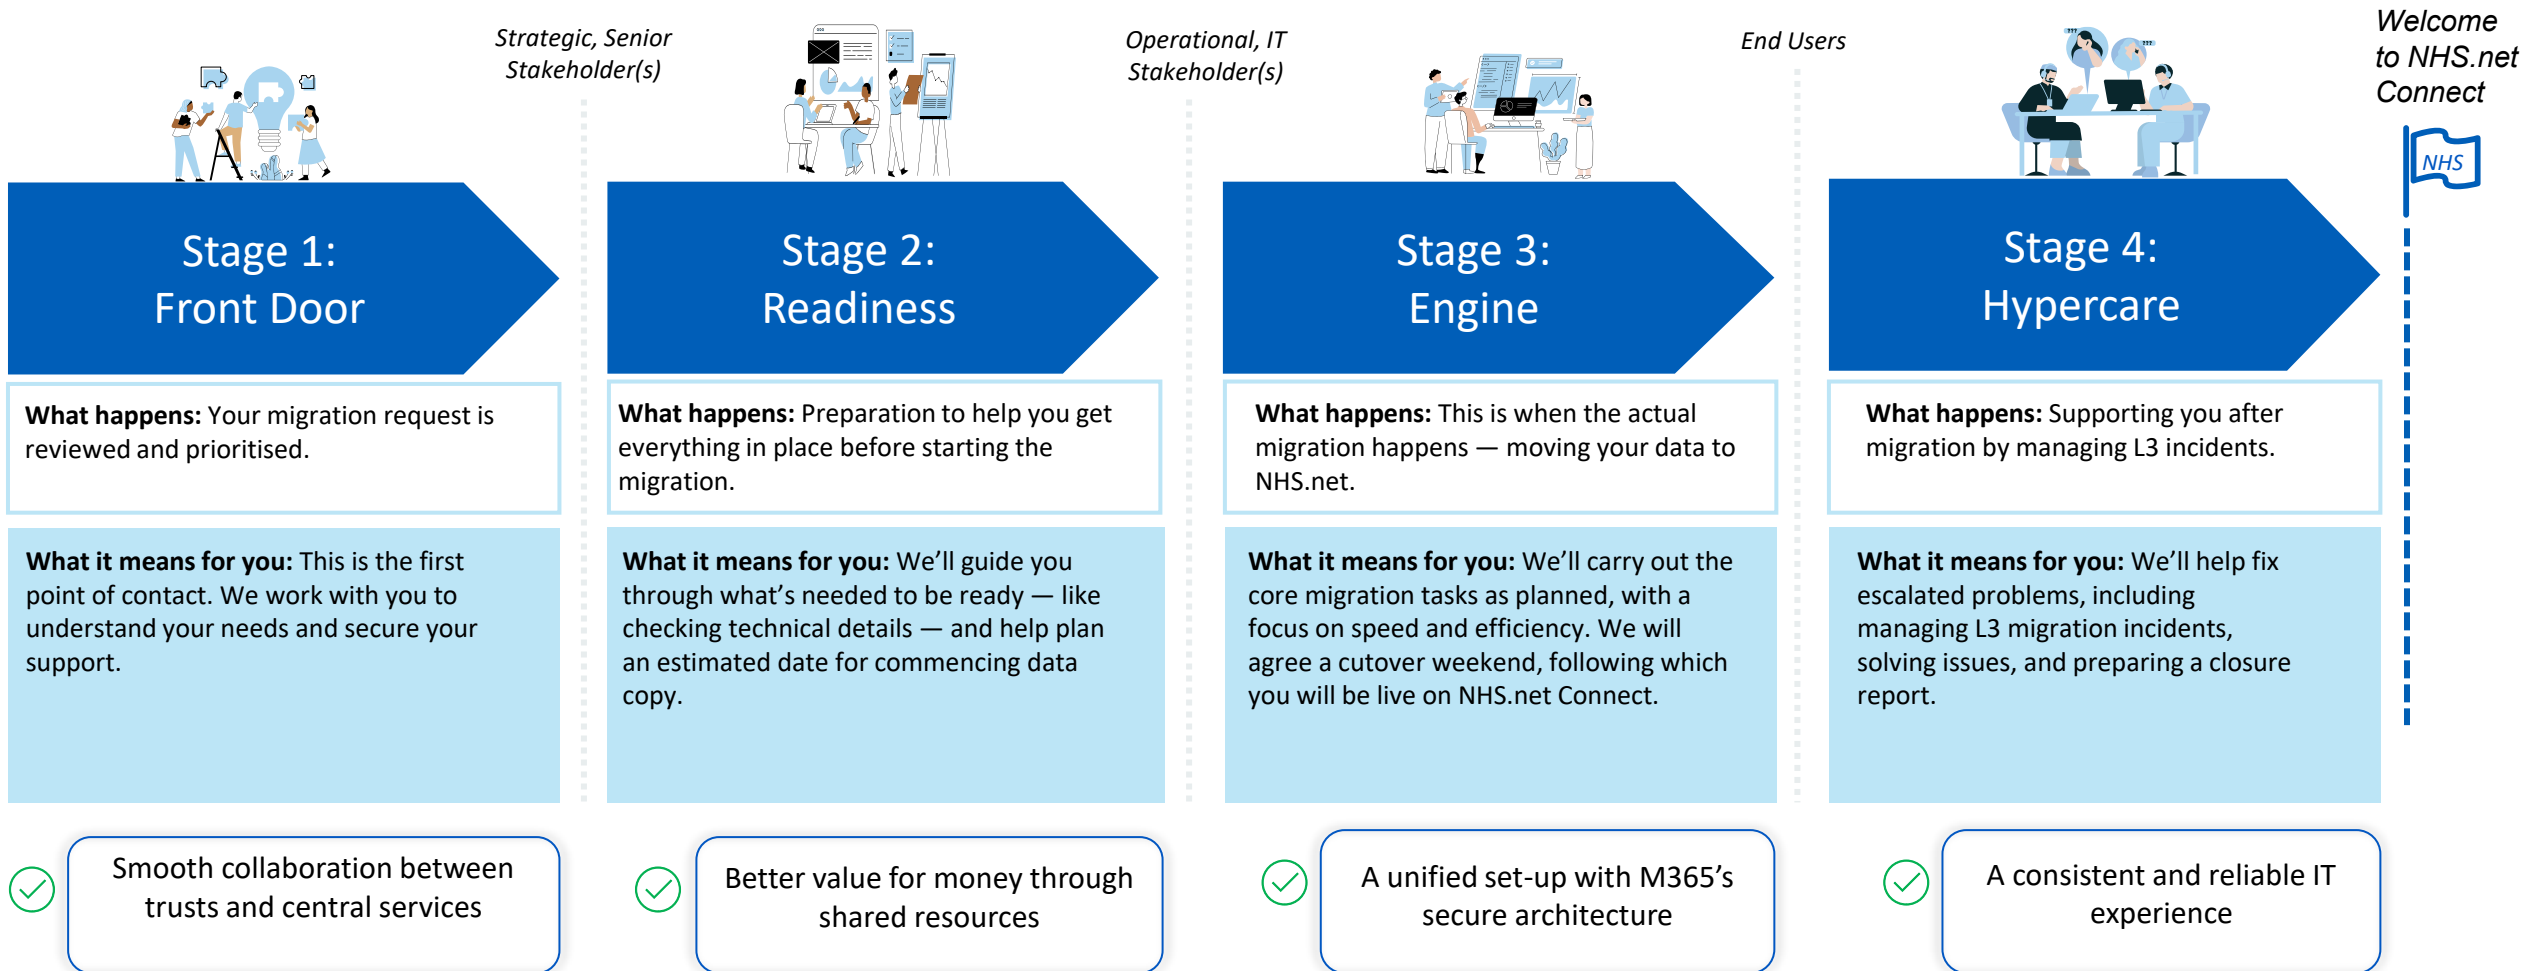 Strategic, Senior
Stakeholder(s)
Operational, IT
Stakeholder(s)
End Users
Welcome
to NHS.net
Connect
NHS
Stage 1:
Front Door
What happens: Your migration request is
reviewed and prioritised.
What it means for you: This is the first
point of contact. We work with you to
understand your needs and secure your
support.
Smooth collaboration between
trusts and central services
Stage 2:
Readiness
What happens: Preparation to help you get
everything in place before starting the
migration.
What it means for you: We’ll guide you
through what’s needed to be ready — like
checking technical details — and help plan
an estimated date for commencing data
copy.
Better value for money through
shared resources
Stage 3:
Engine
What happens: This is when the actual
migration happens — moving your data to
NHS.net.
What it means for you: We’ll carry out the
core migration tasks as planned, with a
focus on speed and efficiency. We will
agree a cutover weekend, following which
you will be live on NHS.net Connect.
A unified set-up with M365’s
secure architecture
???
???
Stage 4:
Hypercare
What happens: Supporting you after
migration by managing L3 incidents.
What it means for you: We’ll help fix
escalated problems, including
managing L3 migration incidents,
solving issues, and preparing a closure
report.
A consistent and reliable IT
experience